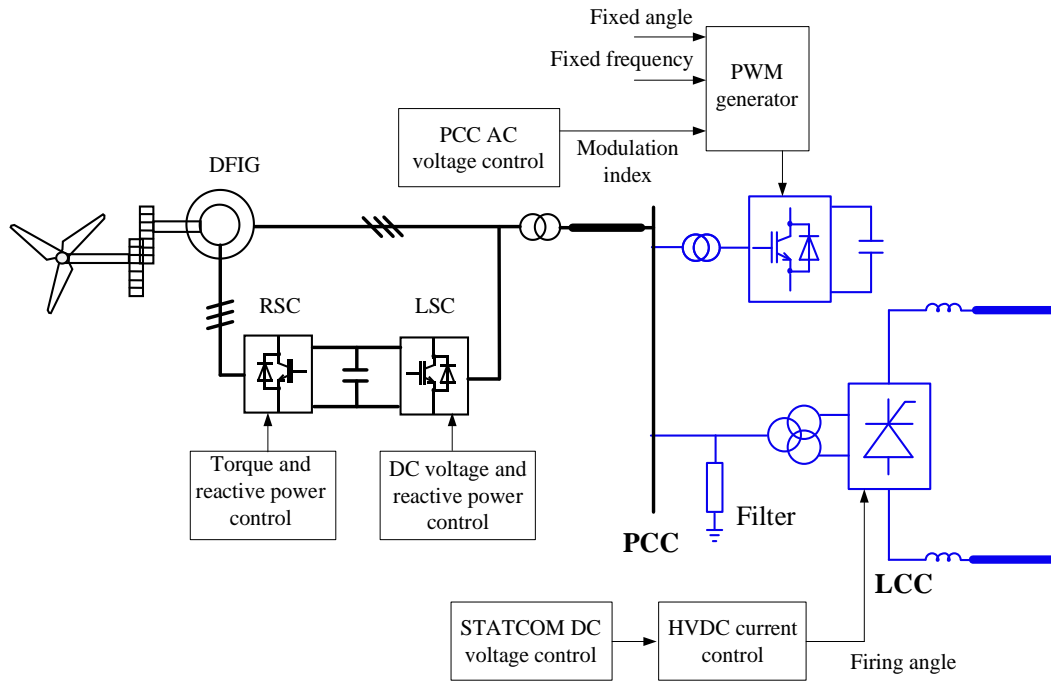 Fixed angle
Fixed frequency
PWM
generator
PCC AC
voltage control
Modulation
index
DFIG
RSC
LSC
Torque and
reactive power
control
DC voltage and
reactive power
control
Filter
PCC
LCC
STATCOM DC
voltage control
HVDC current
control
Firing angle